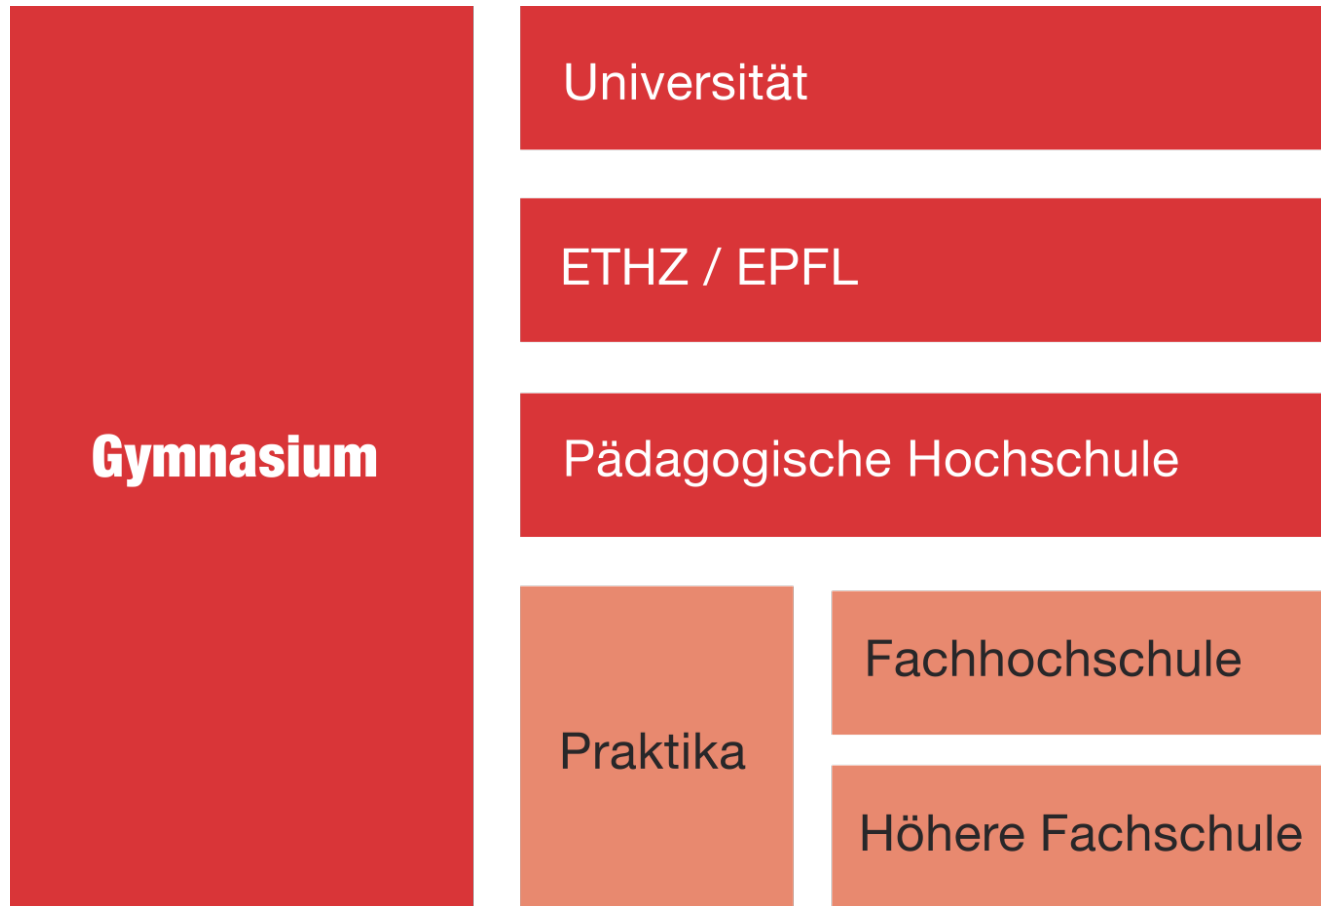 Gymnasium
Universität
ETHZ / EPFL
Pädagogische Hochschule
Praktika
Fachhochschule
Höhere Fachschule